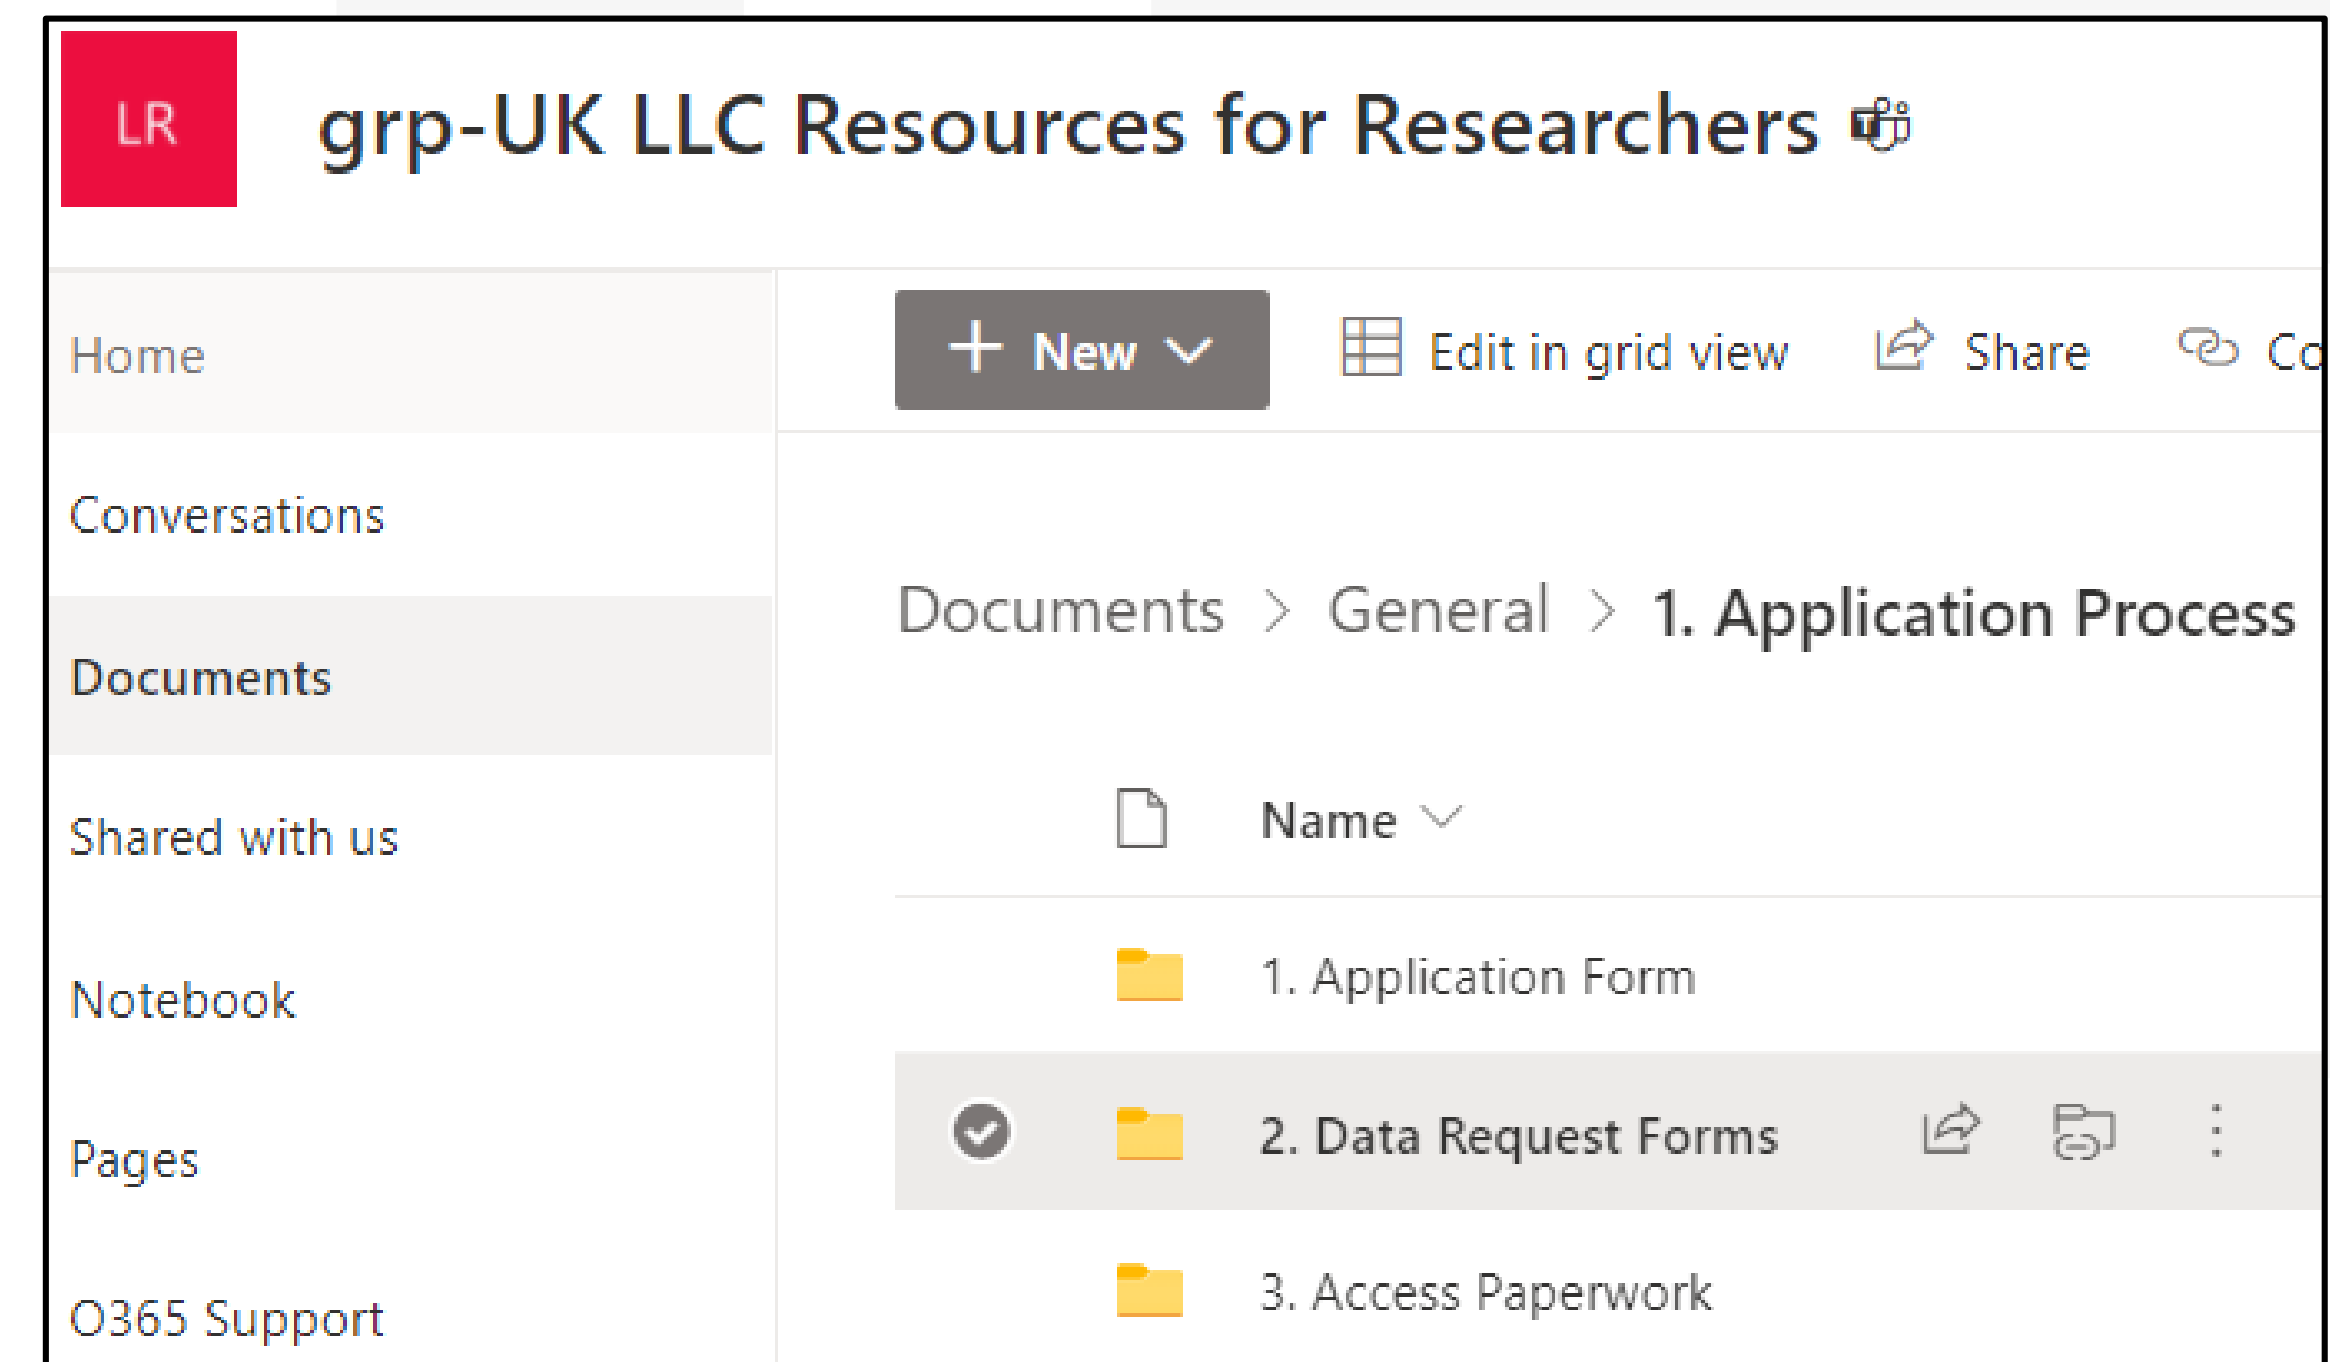 LR
grp-UK LLC Resources for Researchers
Home
Conversations
Documents
Shared with us
Notebook
Pages
O365 Support
+ New Edit in grid view Share Co
Documents > General > 1. Application Process
Name
1. Application Form
2. Data Request Forms
3. Access Paperwork